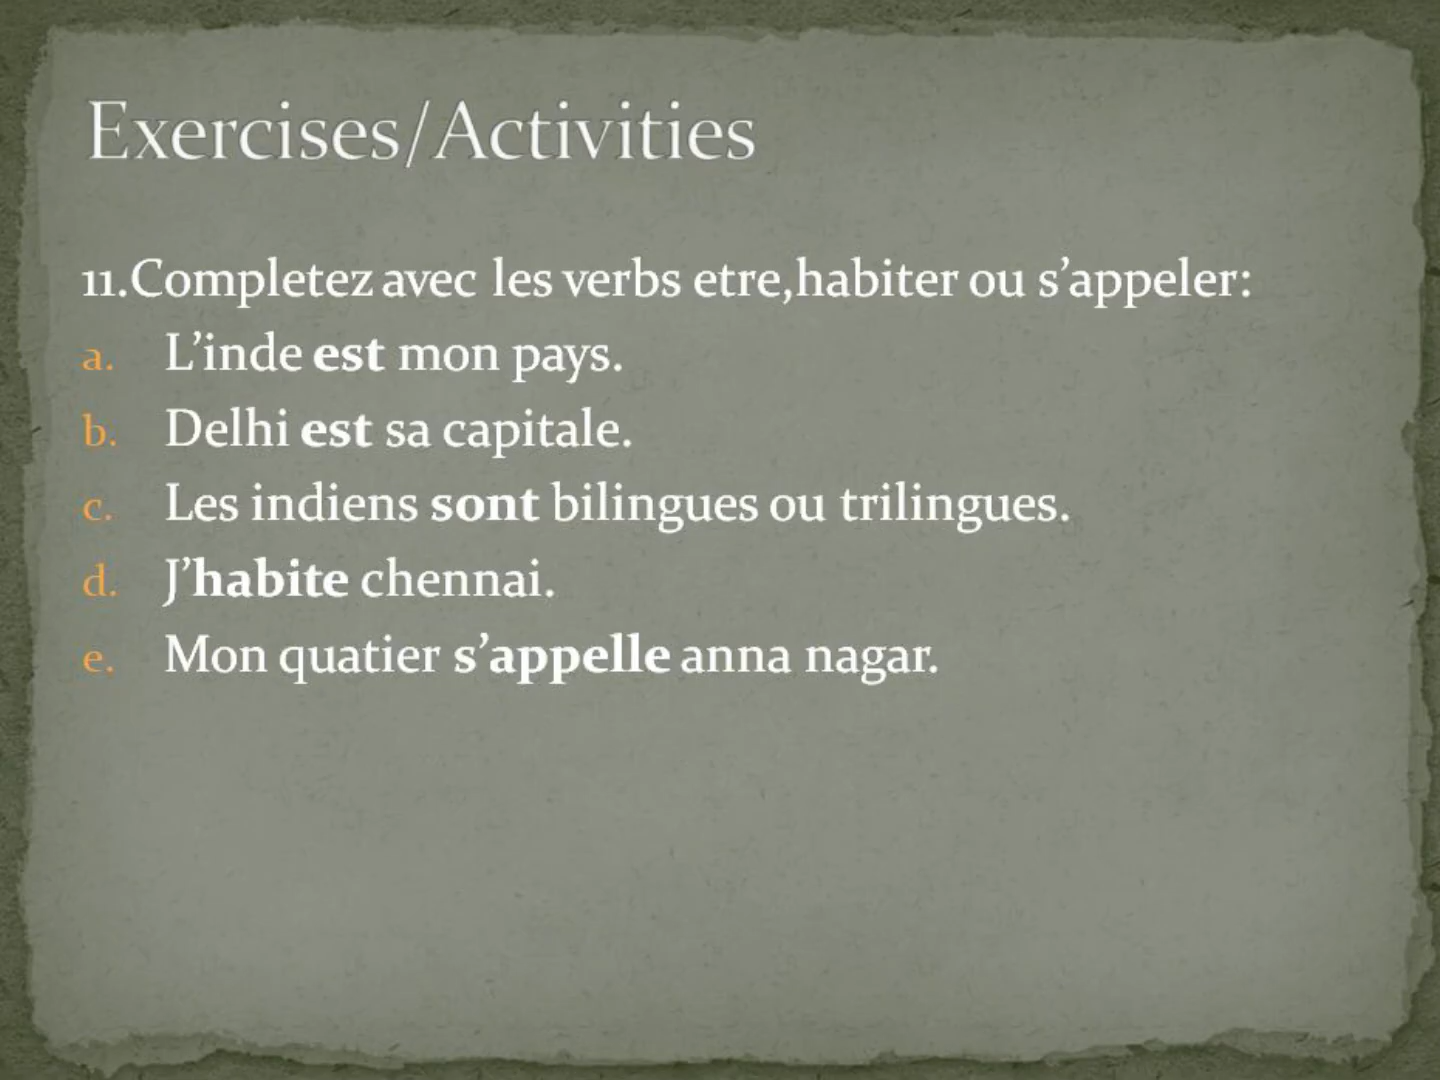 Exercises/Activities
11.Completez avec les verbs etre,habiter ou s’appeler:
a. L’inde est mon pays.
b. Delhi est sa capitale.
c. Les indiens sont bilingues ou trilingues.
d. J’habite chennai.
e. Mon quatier s’appelle anna nagar.